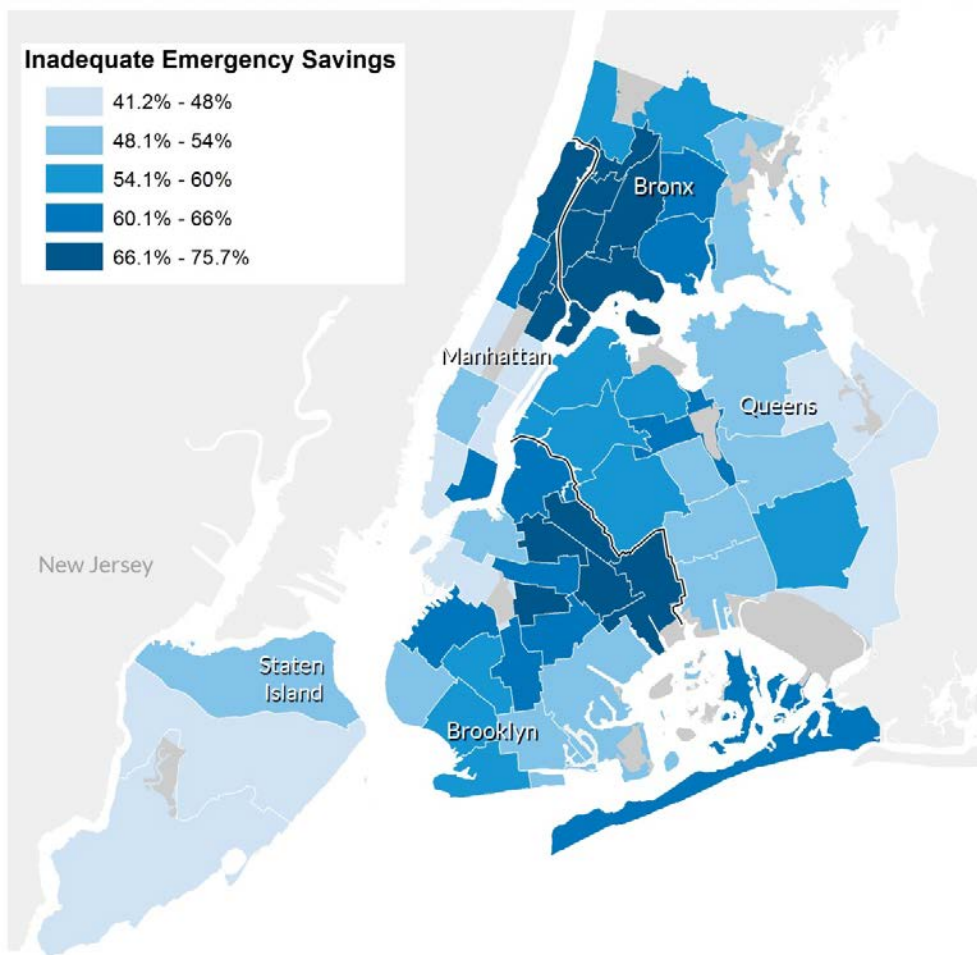 Inadequate Emergency Savings
41.2% - 48%
48.1% - 54%
54.1% - 60%
60.1% - 66%
66.1% - 75.7%
Bronx
Manhattan
Queens
New Jersey
Staten
Island
Brooklyn